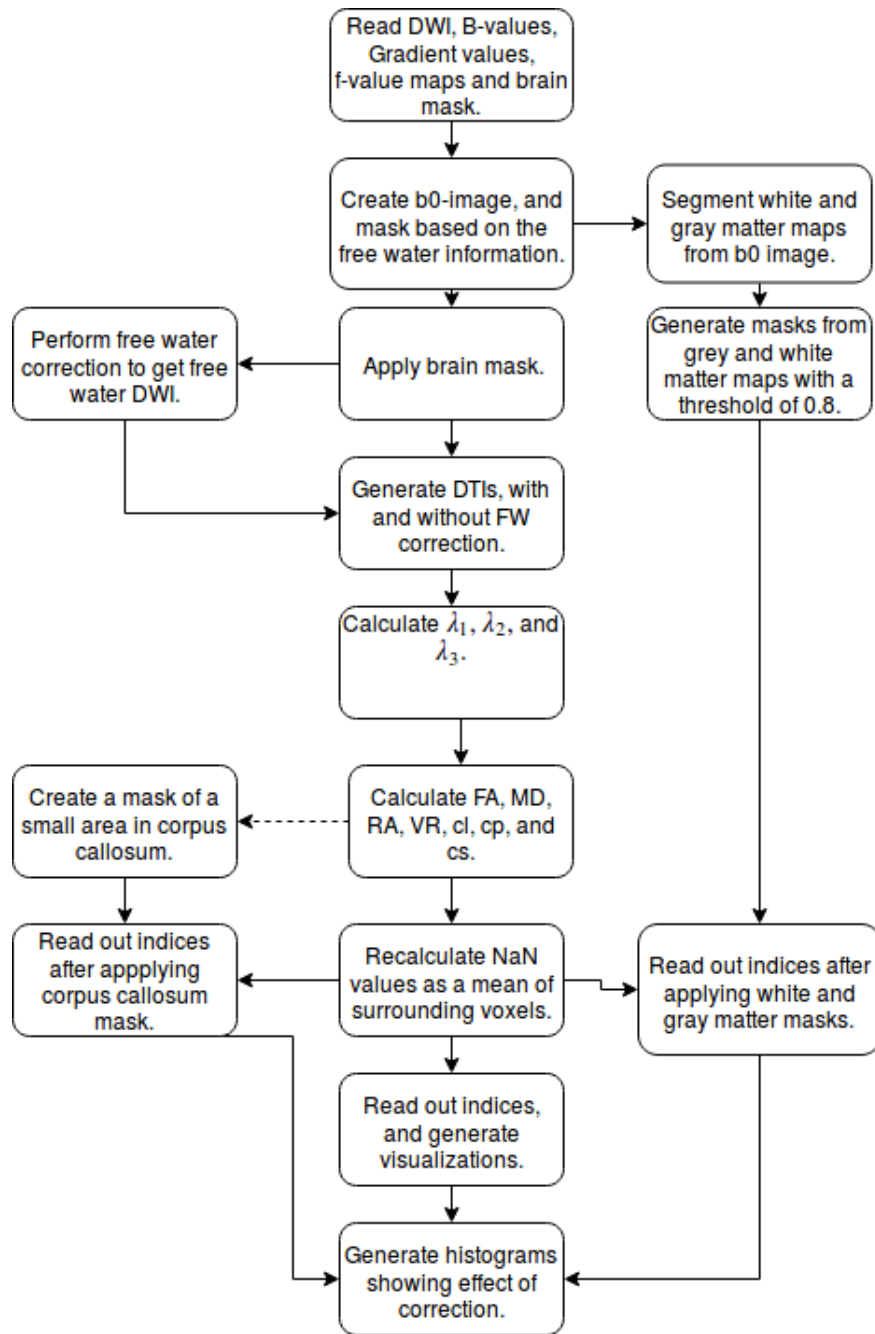 Read DWI, B-values,
Gradient values,
f-value maps and brain
mask.
Create b0-image, and
mask based on the
free water information.
Segment white and
gray matter maps
from b0 image.
Perform free water
correction to get free
water DWI.
Apply brain mask.
Generate masks from
grey and white
matter maps with a
threshold of 0.8.
Generate DTIs, with
and without FW
correction.
Calculate λ₁, λ₂, and
λ₃.
Create a mask of a
small area in corpus
callosum.
Calculate FA, MD,
RA, VR, cl, cp, and
cs.
Read out indices
after appplying
corpus callosum
mask.
Recalculate NaN
values as a mean of
surrounding voxels.
Read out indices after
applying white and
gray matter masks.
Read out indices,
and generate
visualizations.
Generate histograms
showing effect of
correction.